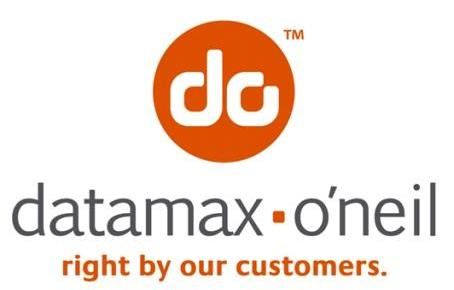 do™
datamax·o'neil
right by our customers.